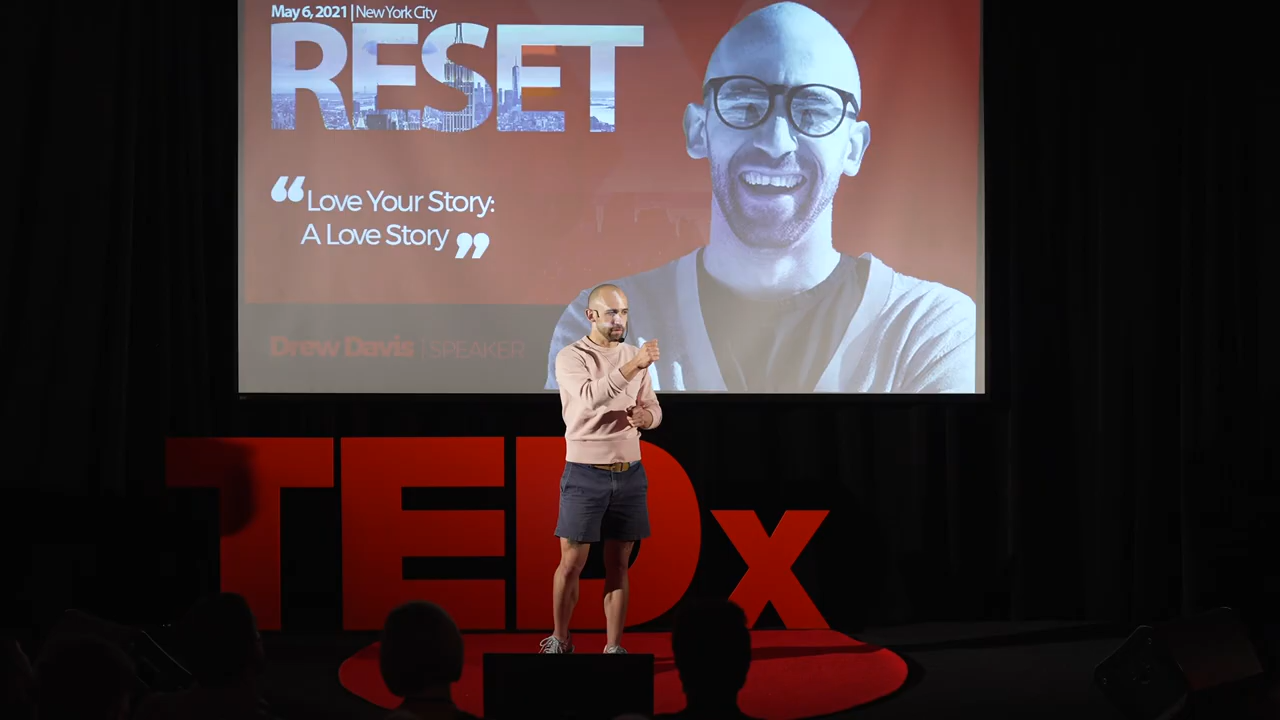 May 6, 2021 | New York City
RESET
“Love Your Story:
A Love Story”
Drew Davis | SPEAKER
TEDx